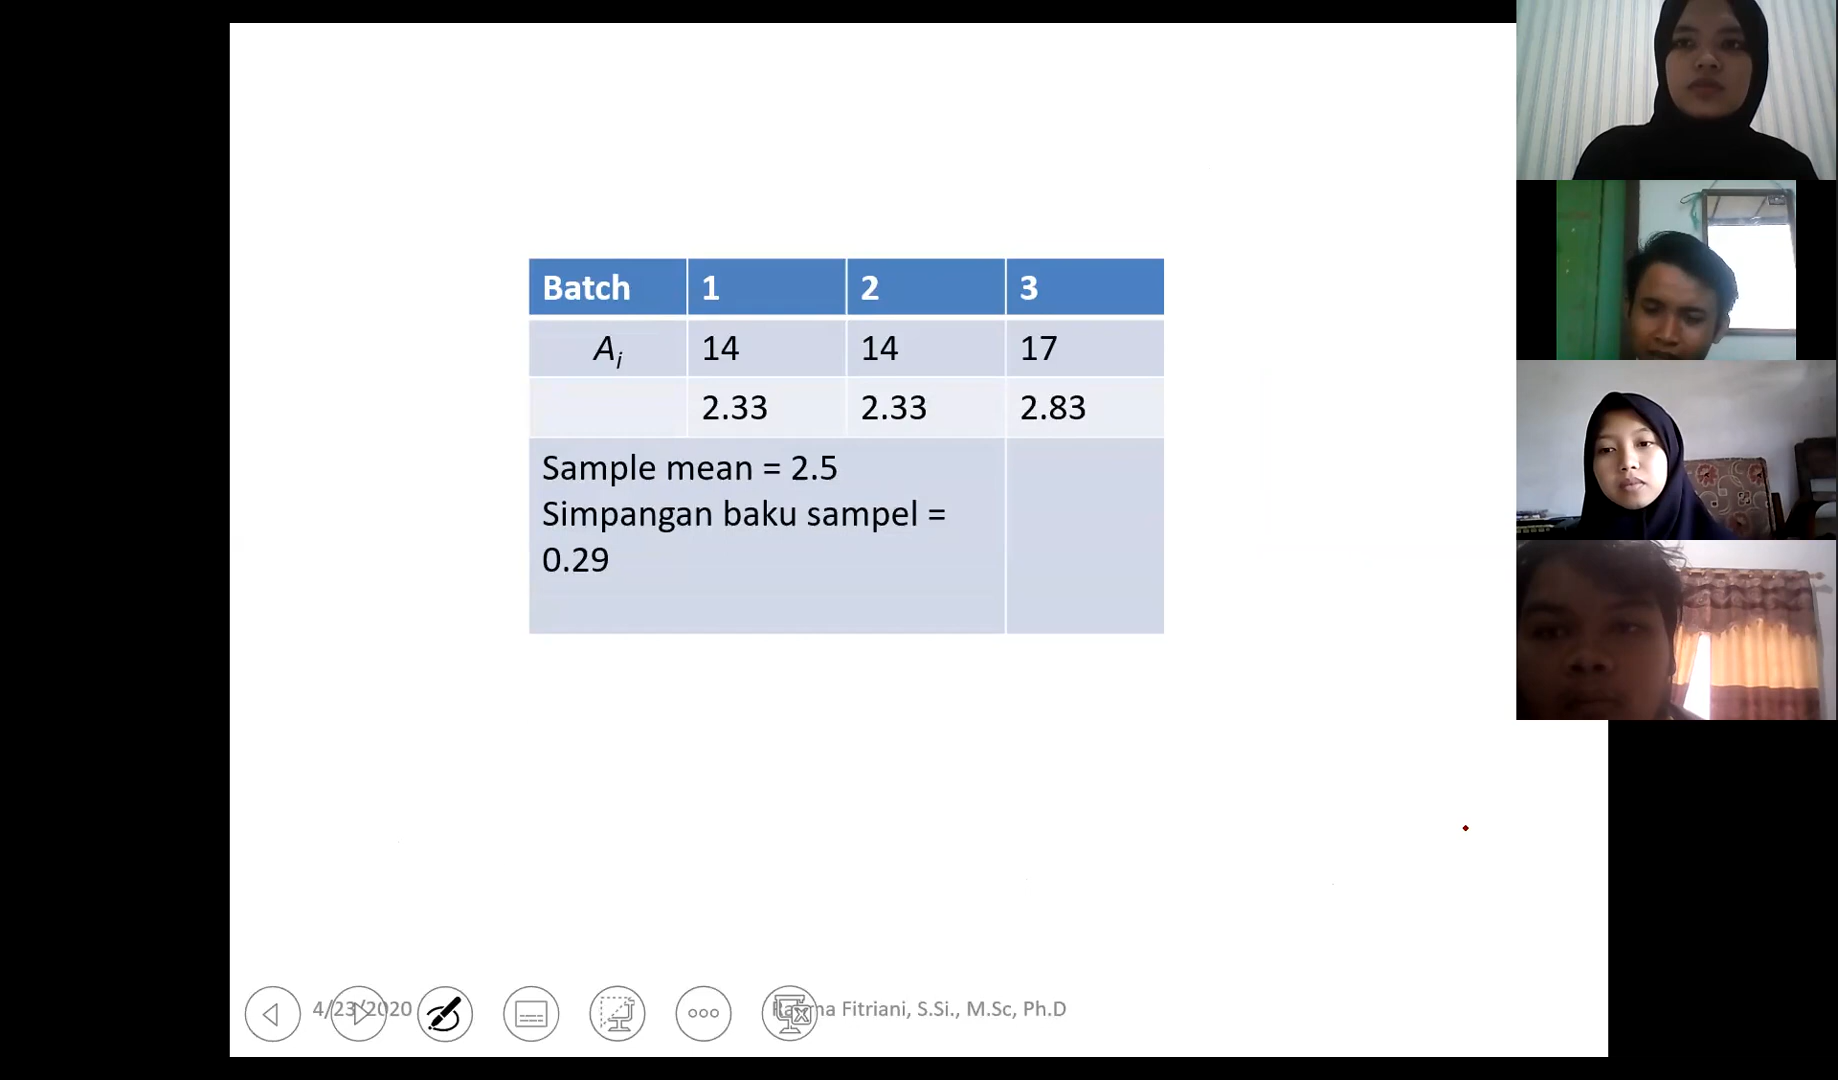 Batch 1 2 3
Ai 14 14 17
2.33 2.33 2.83
Sample mean = 2.5
Simpangan baku sampel =
0.29
4/23/2020
Fitriani, S.Si., M.Sc, Ph.D